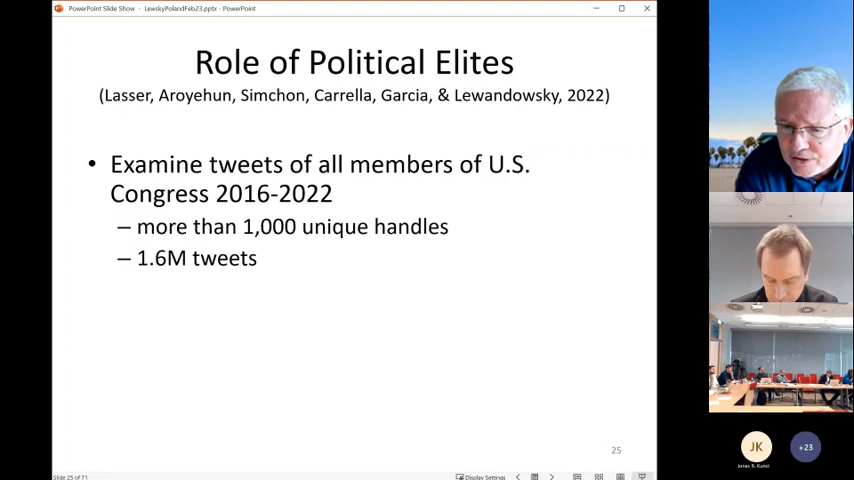 PowerPoint Slide Show - LewskyPolandFeb23.pptx - PowerPoint
Role of Political Elites
(Lasser, Aroyehun, Simchon, Carrella, Garcia, & Lewandowsky, 2022)
• Examine tweets of all members of U.S.
Congress 2016-2022
– more than 1,000 unique handles
– 1.6M tweets
25
Slide 25 of 71
Display Settings
JK
+23
Jonas R. Kunst